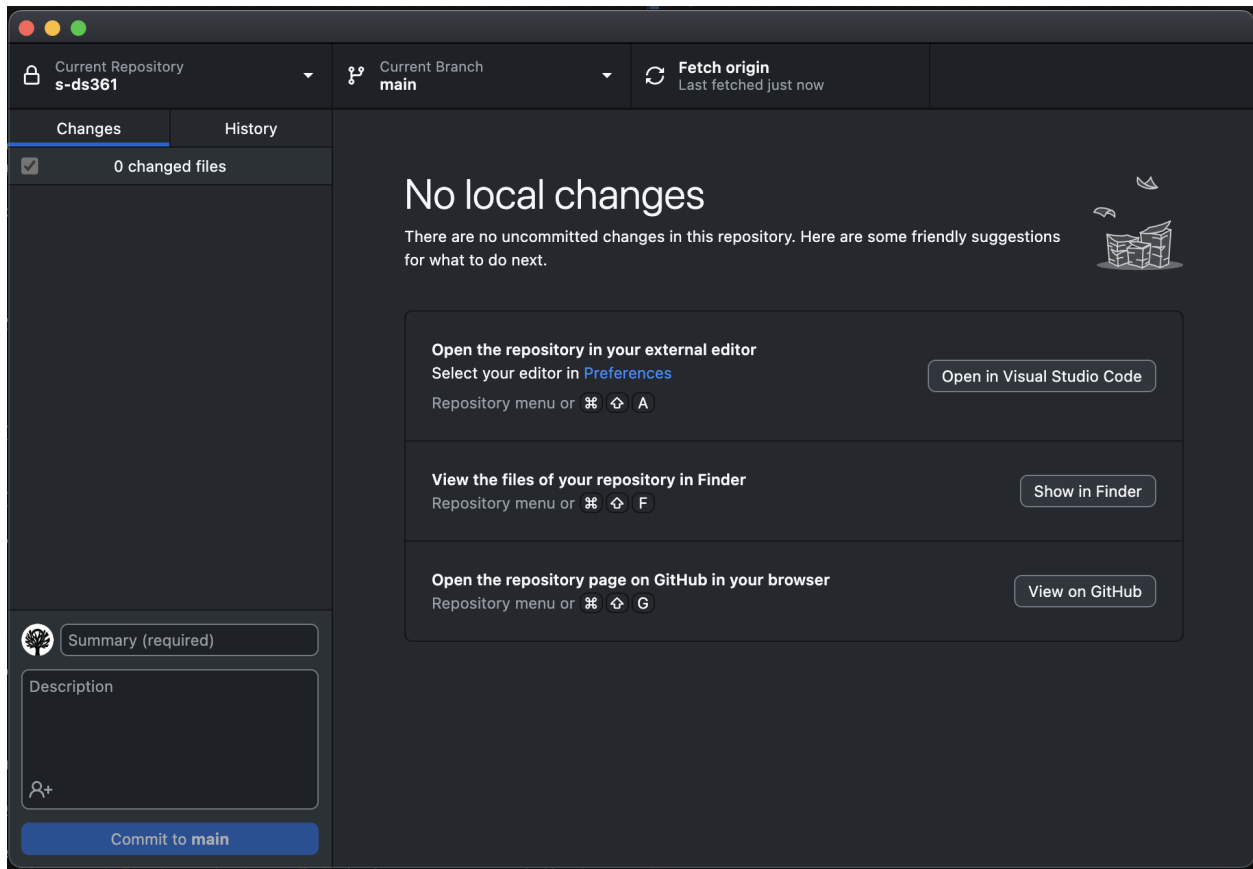 Current Repository
s-ds361
Current Branch
main
Fetch origin
Last fetched just now
Changes
History
0 changed files
No local changes
There are no uncommitted changes in this repository. Here are some friendly suggestions
for what to do next.
Open the repository in your external editor
Select your editor in Preferences
Repository menu or ⌘ ⇧ A
Open in Visual Studio Code
View the files of your repository in Finder
Repository menu or ⌘ ⇧ F
Show in Finder
Open the repository page on GitHub in your browser
Repository menu or ⌘ ⇧ G
View on GitHub
Summary (required)
Description
Commit to main